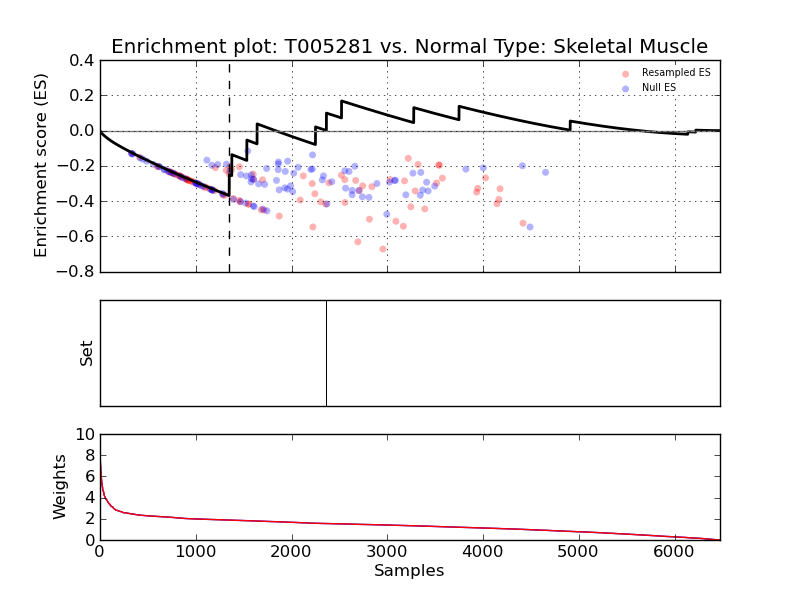 Enrichment plot: T005281 vs. Normal Type: Skeletal Muscle
0.4
0.2
0.0
−0.2
−0.4
−0.6
−0.8
Enrichment score (ES)
Resampled ES
Null ES
Set
10
8
6
4
2
0
Weights
0 1000 2000 3000 4000 5000 6000
Samples